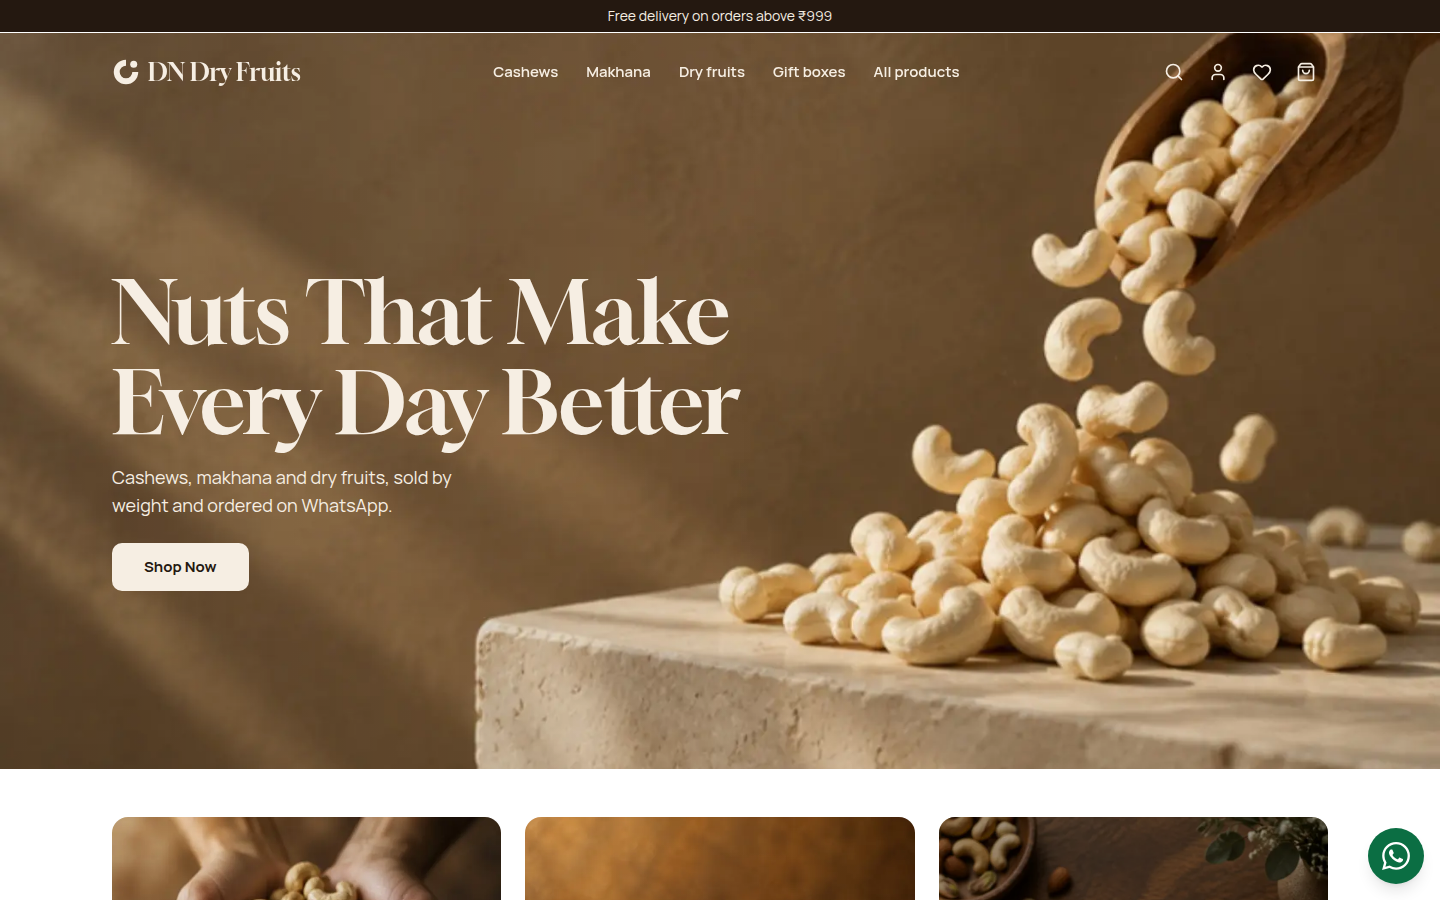 Free delivery on orders above ₹999
DN Dry Fruits
Cashews
Makhana
Dry fruits
Gift boxes
All products
Nuts That Make
Every Day Better
Cashews, makhana and dry fruits, sold by
weight and ordered on WhatsApp.
Shop Now